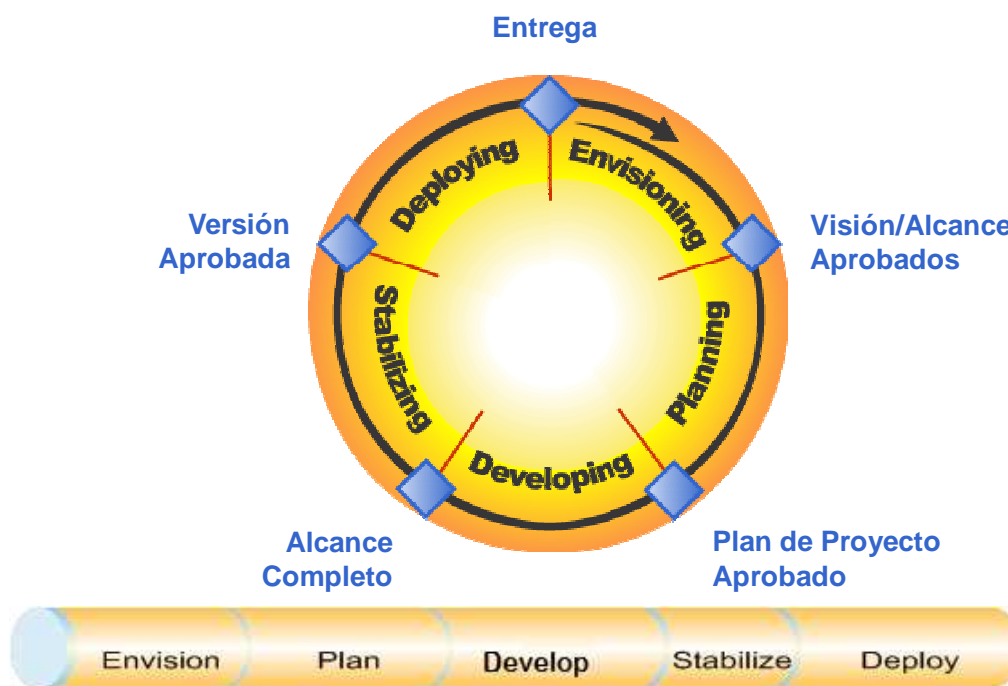 Entrega
Deploying
Envisioning
Versión
Aprobada
Visión/Alcance
Aprobados
Stabilizing
Planning
Developing
Alcance
Completo
Plan de Proyecto
Aprobado
Envision Plan Develop Stabilize Deploy